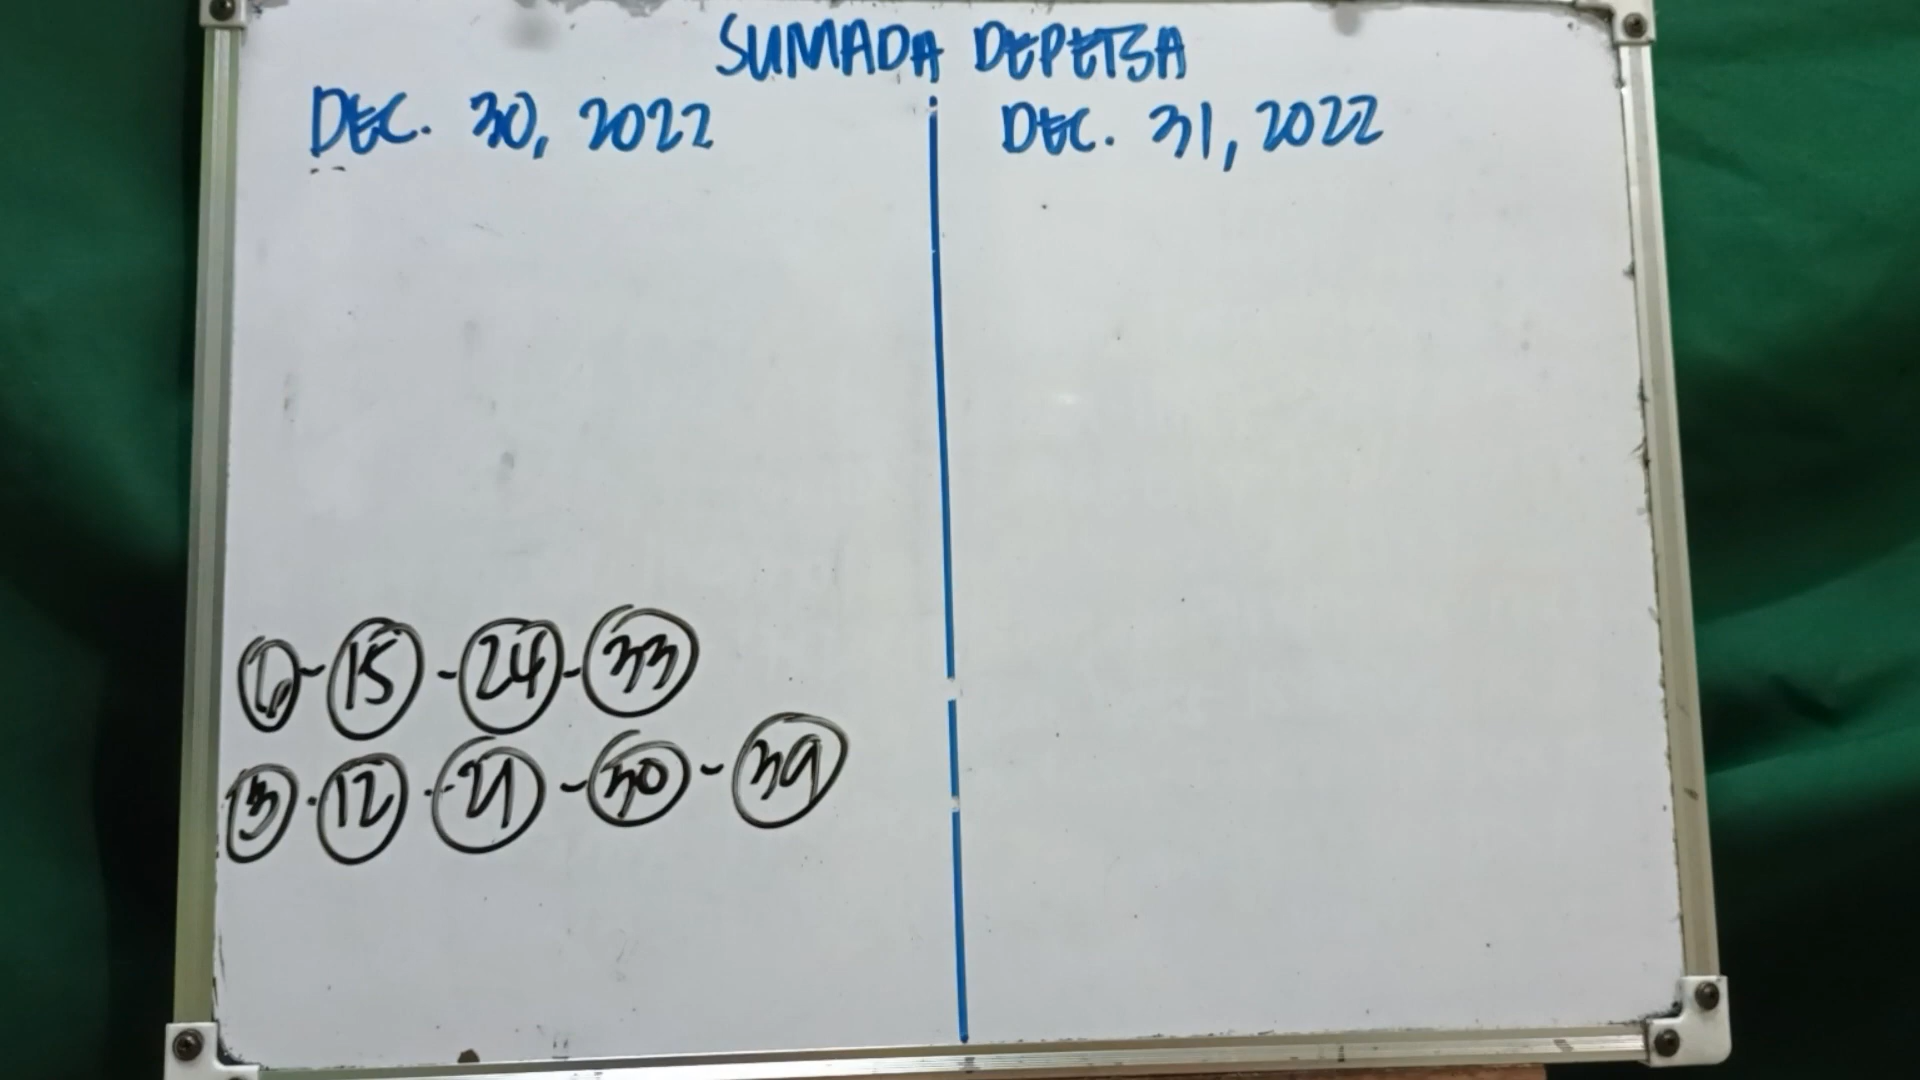 SUMADA DEPETSA
DEC. 30, 2022
DEC. 31, 2022
6 - 15 - 24 - 33
3 - 12 - 21 - 30 - 39